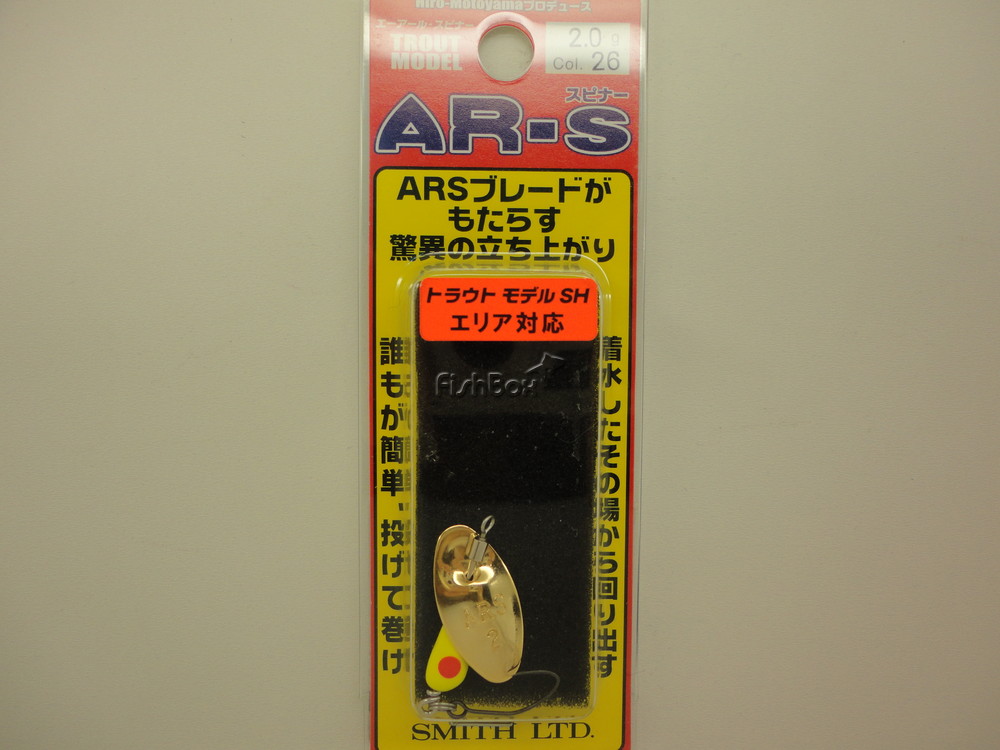 Hiro-Motoyamaプロデュース
エーアール・スピナー
TROUT
MODEL
2.0g
Col. 26
スピナー
AR-S
ARSブレードが
もたらす
驚異の立ち上がり
トラウト モデル SH
エリア対応
FishBox
着水したその場から回り出す
誰もが簡単、投げて巻け
ARS
2
SMITH LTD.